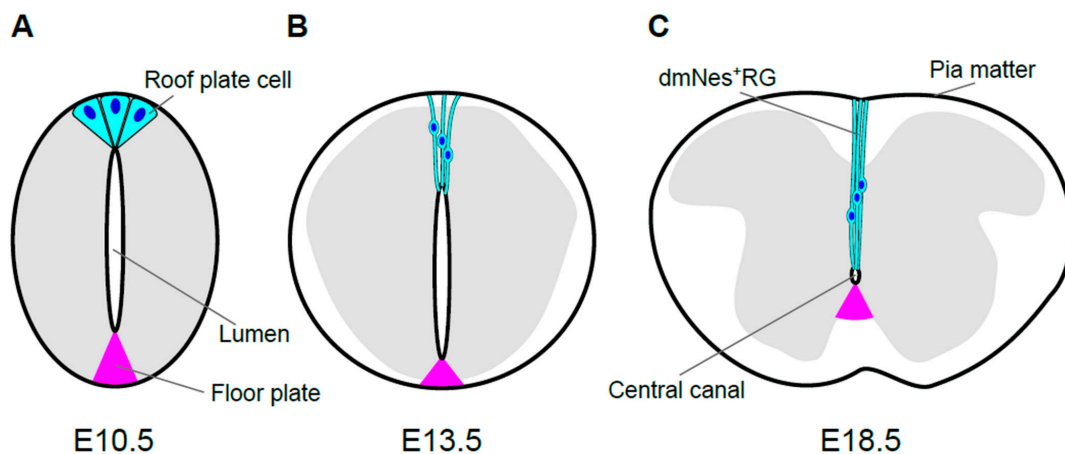 A
B
C
Roof plate cell
dmNes⁺RG
Pia matter
Lumen
Floor plate
Central canal
E10.5
E13.5
E18.5